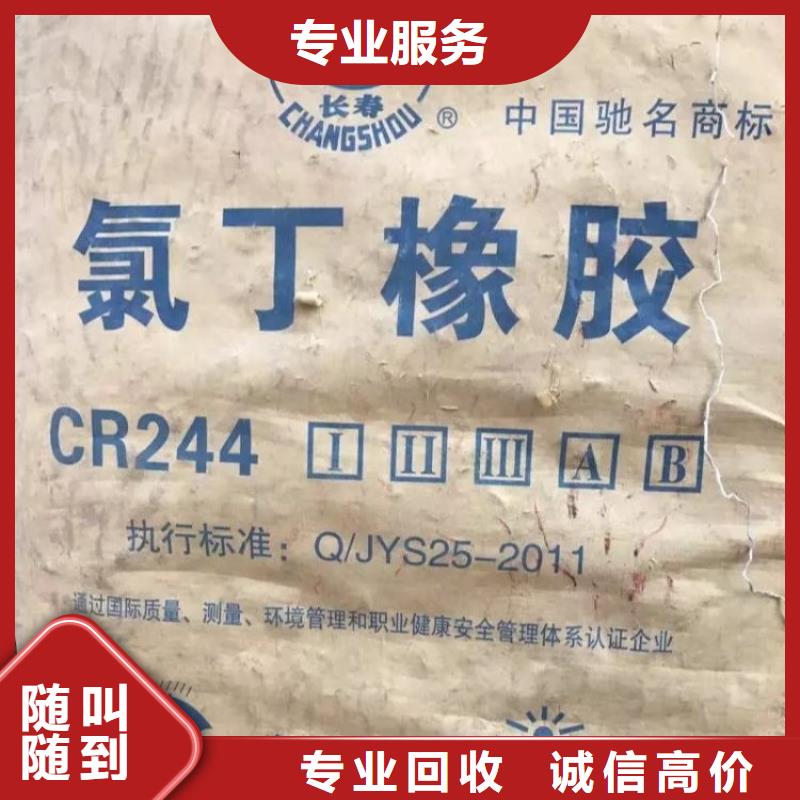 专业服务
长寿
CHANGSHOU ® 中国驰名商标
氯丁橡胶
CR244 I II III A B
执行标准：Q/JYS25-2011
通过国际质量、测量、环境管理和职业健康安全管理体系认证企业
随叫
随到
专业回收 诚信高价